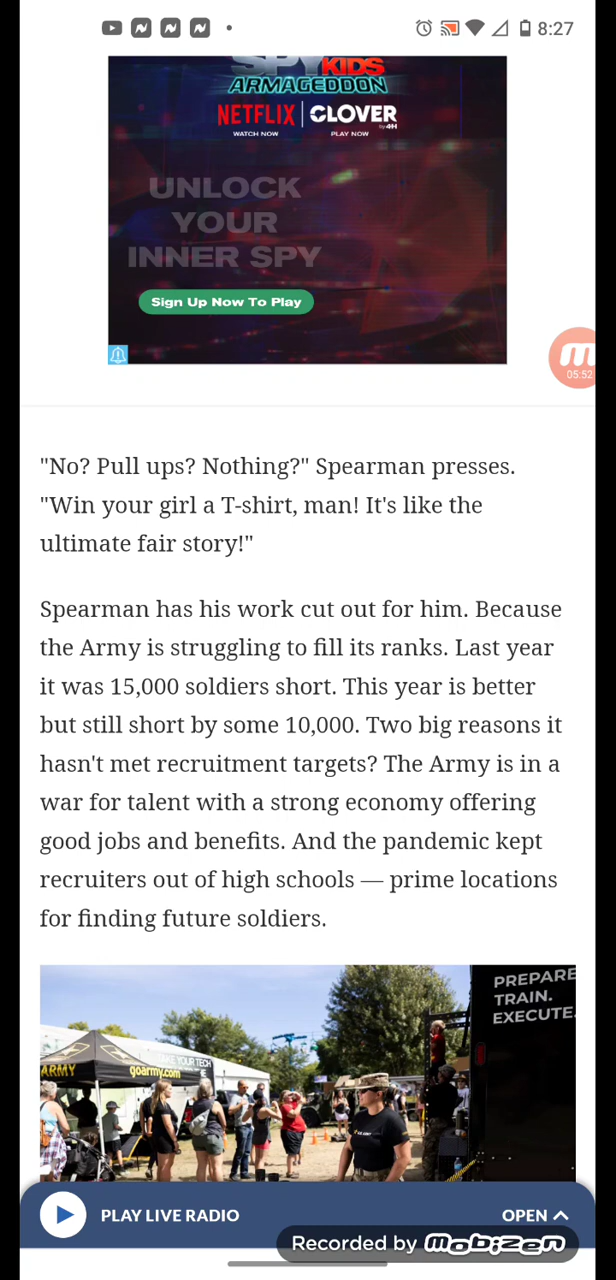 8:27
SPY KIDS
ARMAGEDDON
NETFLIX CLOVER
by 4H
WATCH NOW PLAY NOW
UNLOCK
YOUR
INNER SPY
Sign Up Now To Play
m
05:52
"No? Pull ups? Nothing?" Spearman presses.
"Win your girl a T-shirt, man! It's like the
ultimate fair story!"
Spearman has his work cut out for him. Because
the Army is struggling to fill its ranks. Last year
it was 15,000 soldiers short. This year is better
but still short by some 10,000. Two big reasons it
hasn't met recruitment targets? The Army is in a
war for talent with a strong economy offering
good jobs and benefits. And the pandemic kept
recruiters out of high schools — prime locations
for finding future soldiers.
PREPARE
TRAIN.
EXECUTE.
YOUR TECH
ARMY goarmy.com
PLAY LIVE RADIO OPEN
Recorded by mobizen